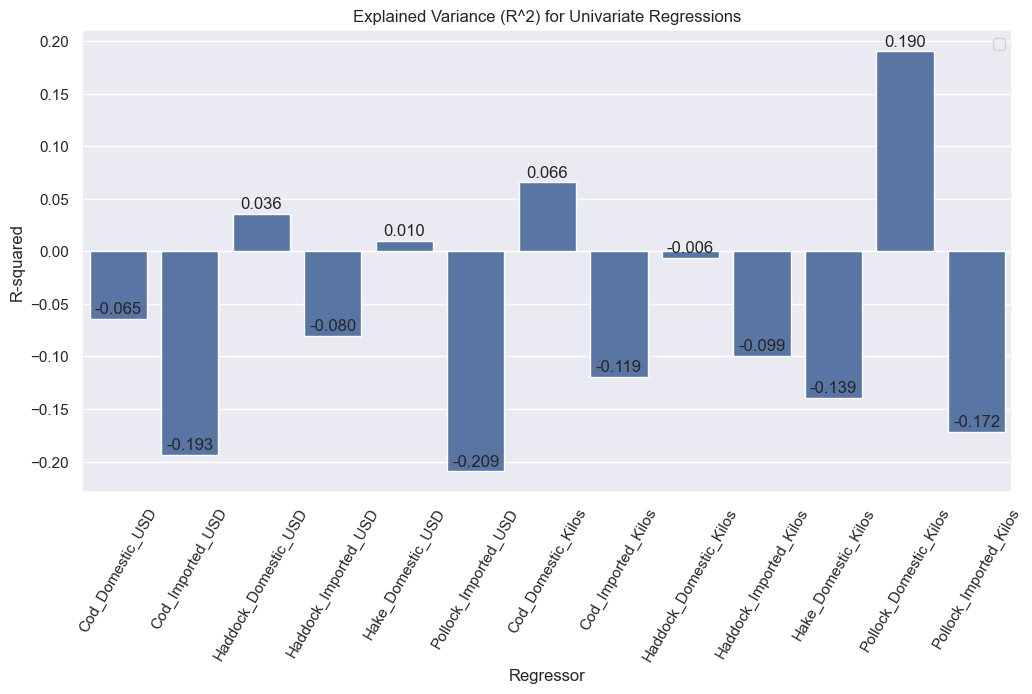 Explained Variance (R^2) for Univariate Regressions
0.20
0.15
0.10
0.05
0.00
-0.05
-0.10
-0.15
-0.20
R-squared
-0.065
-0.193
0.036
-0.080
0.010
-0.209
0.066
-0.119
-0.006
-0.099
-0.139
0.190
-0.172
Cod_Domestic_USD
Cod_Imported_USD
Haddock_Domestic_USD
Haddock_Imported_USD
Hake_Domestic_USD
Pollock_Imported_USD
Cod_Domestic_Kilos
Cod_Imported_Kilos
Haddock_Domestic_Kilos
Haddock_Imported_Kilos
Hake_Domestic_Kilos
Pollock_Domestic_Kilos
Pollock_Imported_Kilos
Regressor